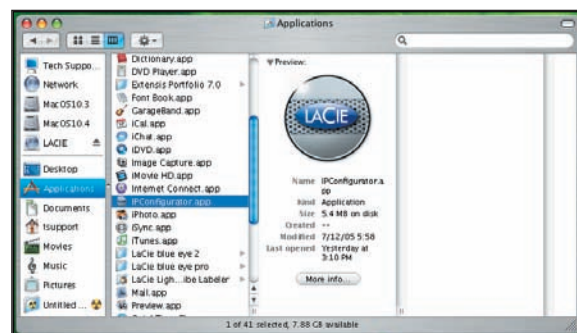 Applications
Tech Suppo...
Network
Mac OS10.3
Mac OS10.4
LACIE
Desktop
Applications
Documents
tsupport
Movies
Music
Pictures
Untitled ...
Dictionary.app
DVD Player.app
Extensis Portfolio 7.0
Font Book.app
GarageBand.app
iCal.app
iChat.app
iDVD.app
Image Capture.app
iMovie HD.app
Internet Connect.app
IPConfigurator.app
iPhoto.app
iSync.app
iTunes.app
LaCie blue eye 2
LaCie blue eye pro
LaCie Ligh...ibe Labeler
Mail.app
Preview.app
Preview:
LACIE
Name IPConfigurator.a
pp
Kind Application
Size 5.4 MB on disk
Created --
Modified 7/12/05 5:58
Last opened Yesterday at
3:10 PM
More info...
1 of 41 selected, 7.88 GB available